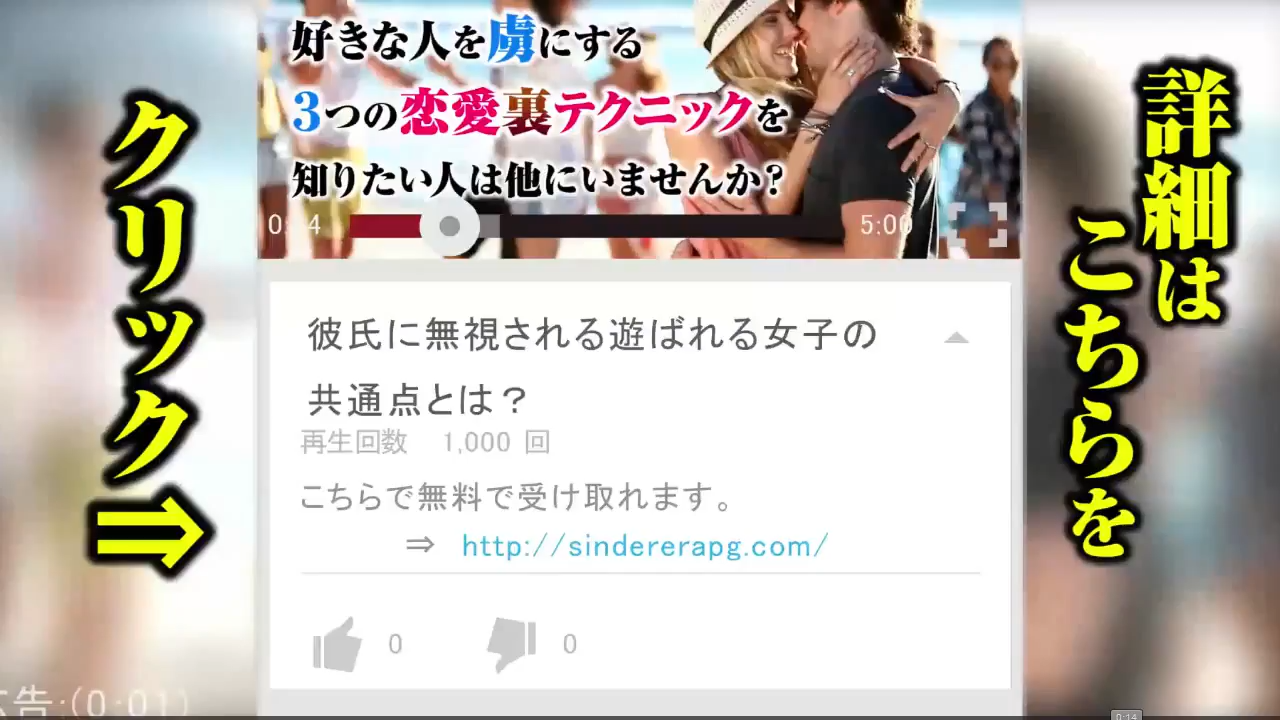 好きな人を虜にする
3つの恋愛裏テクニックを
知りたい人は他にいませんか?
5:00
彼氏に無視される遊ばれる女子の
共通点とは？
再生回数 1,000 回
こちらで無料で受け取れます。
⇒ http://sindererapg.com/
0 0
詳細は
こちらを
クリック⇒
広告:(0:01)
0:14